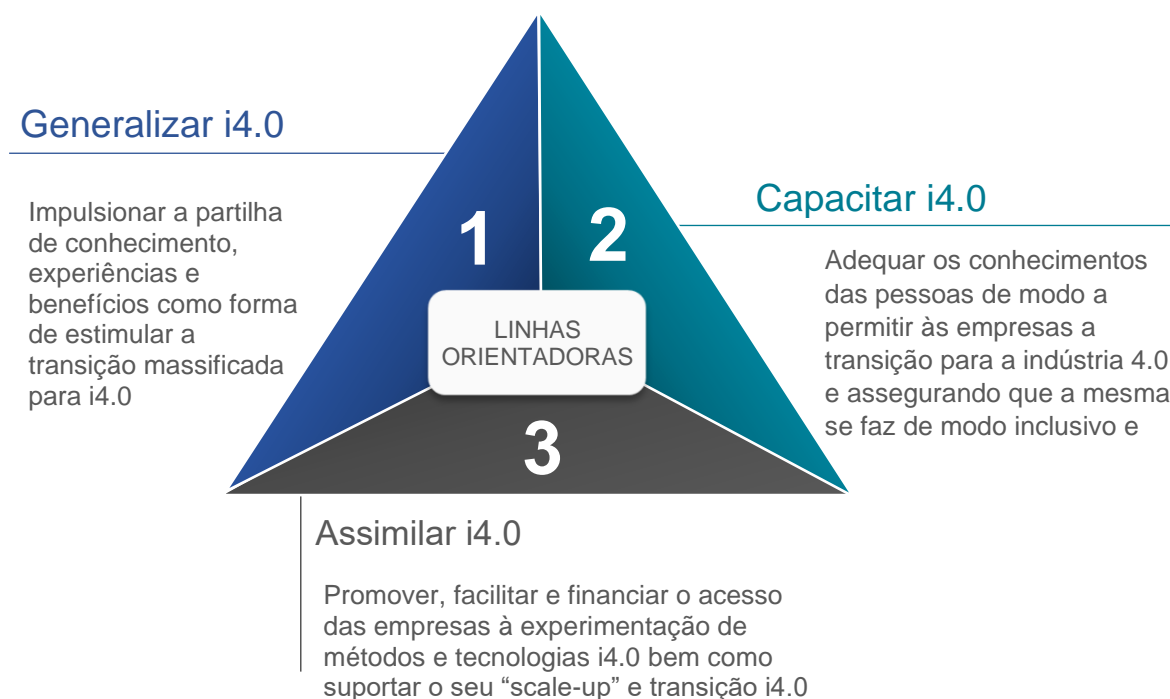 Generalizar i4.0
Impulsionar a partilha
de conhecimento,
experiências e
benefícios como forma
de estimular a
transição massificada
para i4.0
1
2
LINHAS
ORIENTADORAS
3
Capacitar i4.0
Adequar os conhecimentos
das pessoas de modo a
permitir às empresas a
transição para a indústria 4.0
e assegurando que a mesma
se faz de modo inclusivo e
Assimilar i4.0
Promover, facilitar e financiar o acesso
das empresas à experimentação de
métodos e tecnologias i4.0 bem como
suportar o seu “scale-up” e transição i4.0